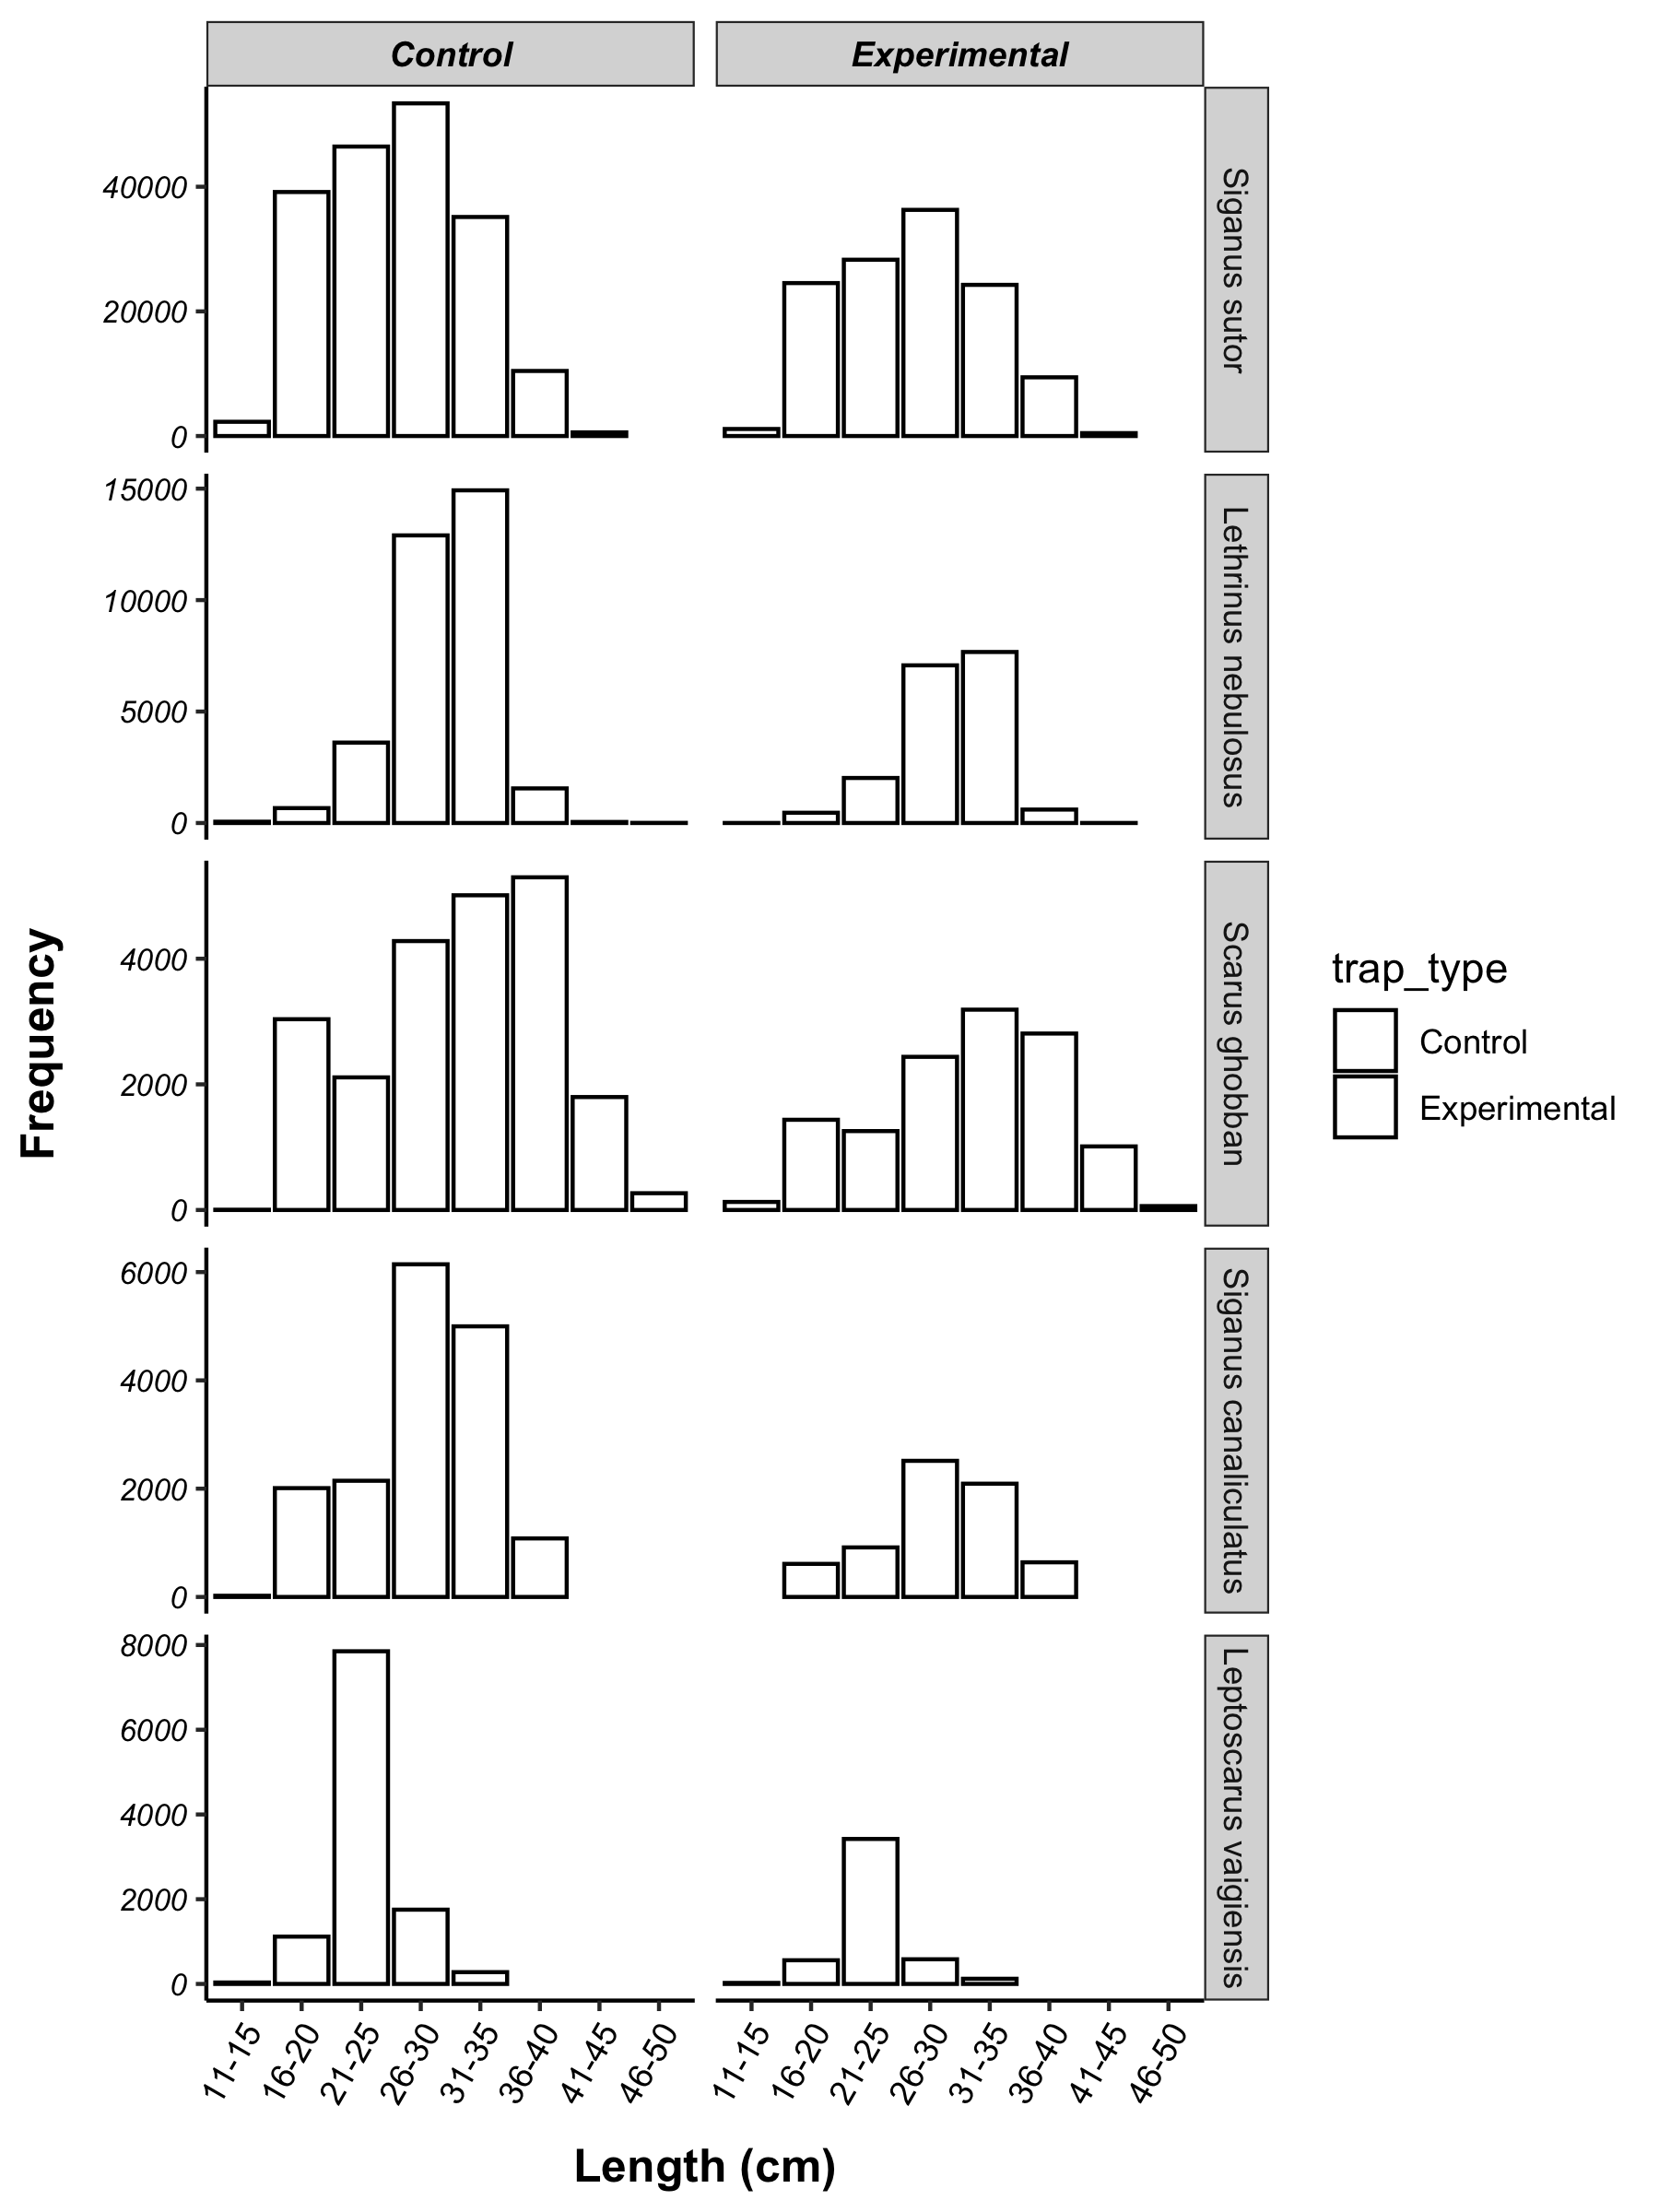 Control
Experimental
40000
20000
0
Siganus sutor
15000
10000
5000
0
Lethrinus nebulosus
4000
2000
0
Scarus ghobban
6000
4000
2000
0
Siganus canaliculatus
8000
6000
4000
2000
0
Leptoscarus vaigiensis
11-15
16-20
21-25
26-30
31-35
36-40
41-45
46-50
11-15
16-20
21-25
26-30
31-35
36-40
41-45
46-50
Length (cm)
Frequency
trap_type
Control
Experimental